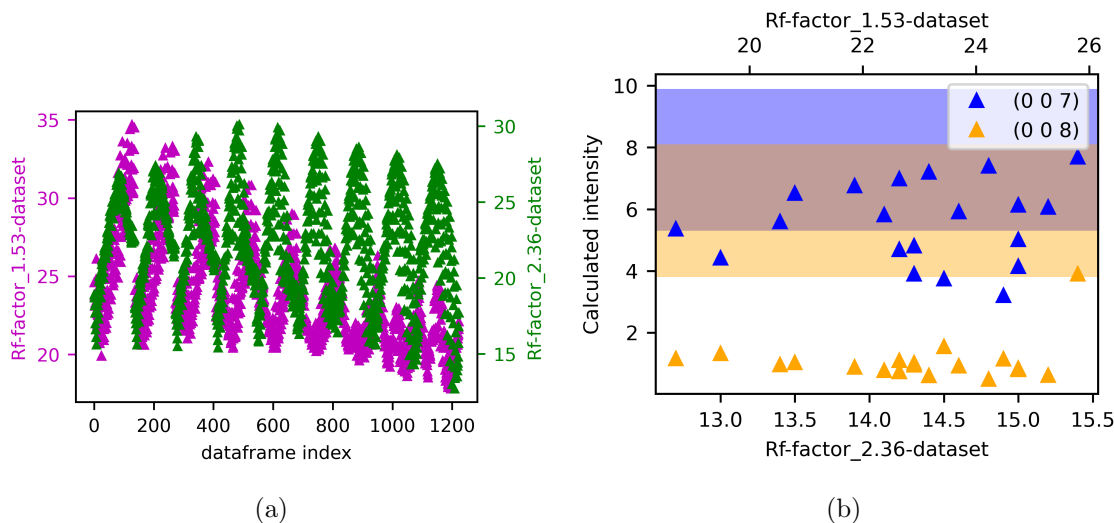 35
30
25
20
Rf-factor_1.53-dataset
30
25
20
15
Rf-factor_2.36-dataset
0 200 400 600 800 1000 1200
dataframe index
(a)
Rf-factor_1.53-dataset
20 22 24 26
10
8
6
4
2
Calculated intensity
(0 0 7)
(0 0 8)
13.0 13.5 14.0 14.5 15.0 15.5
Rf-factor_2.36-dataset
(b)